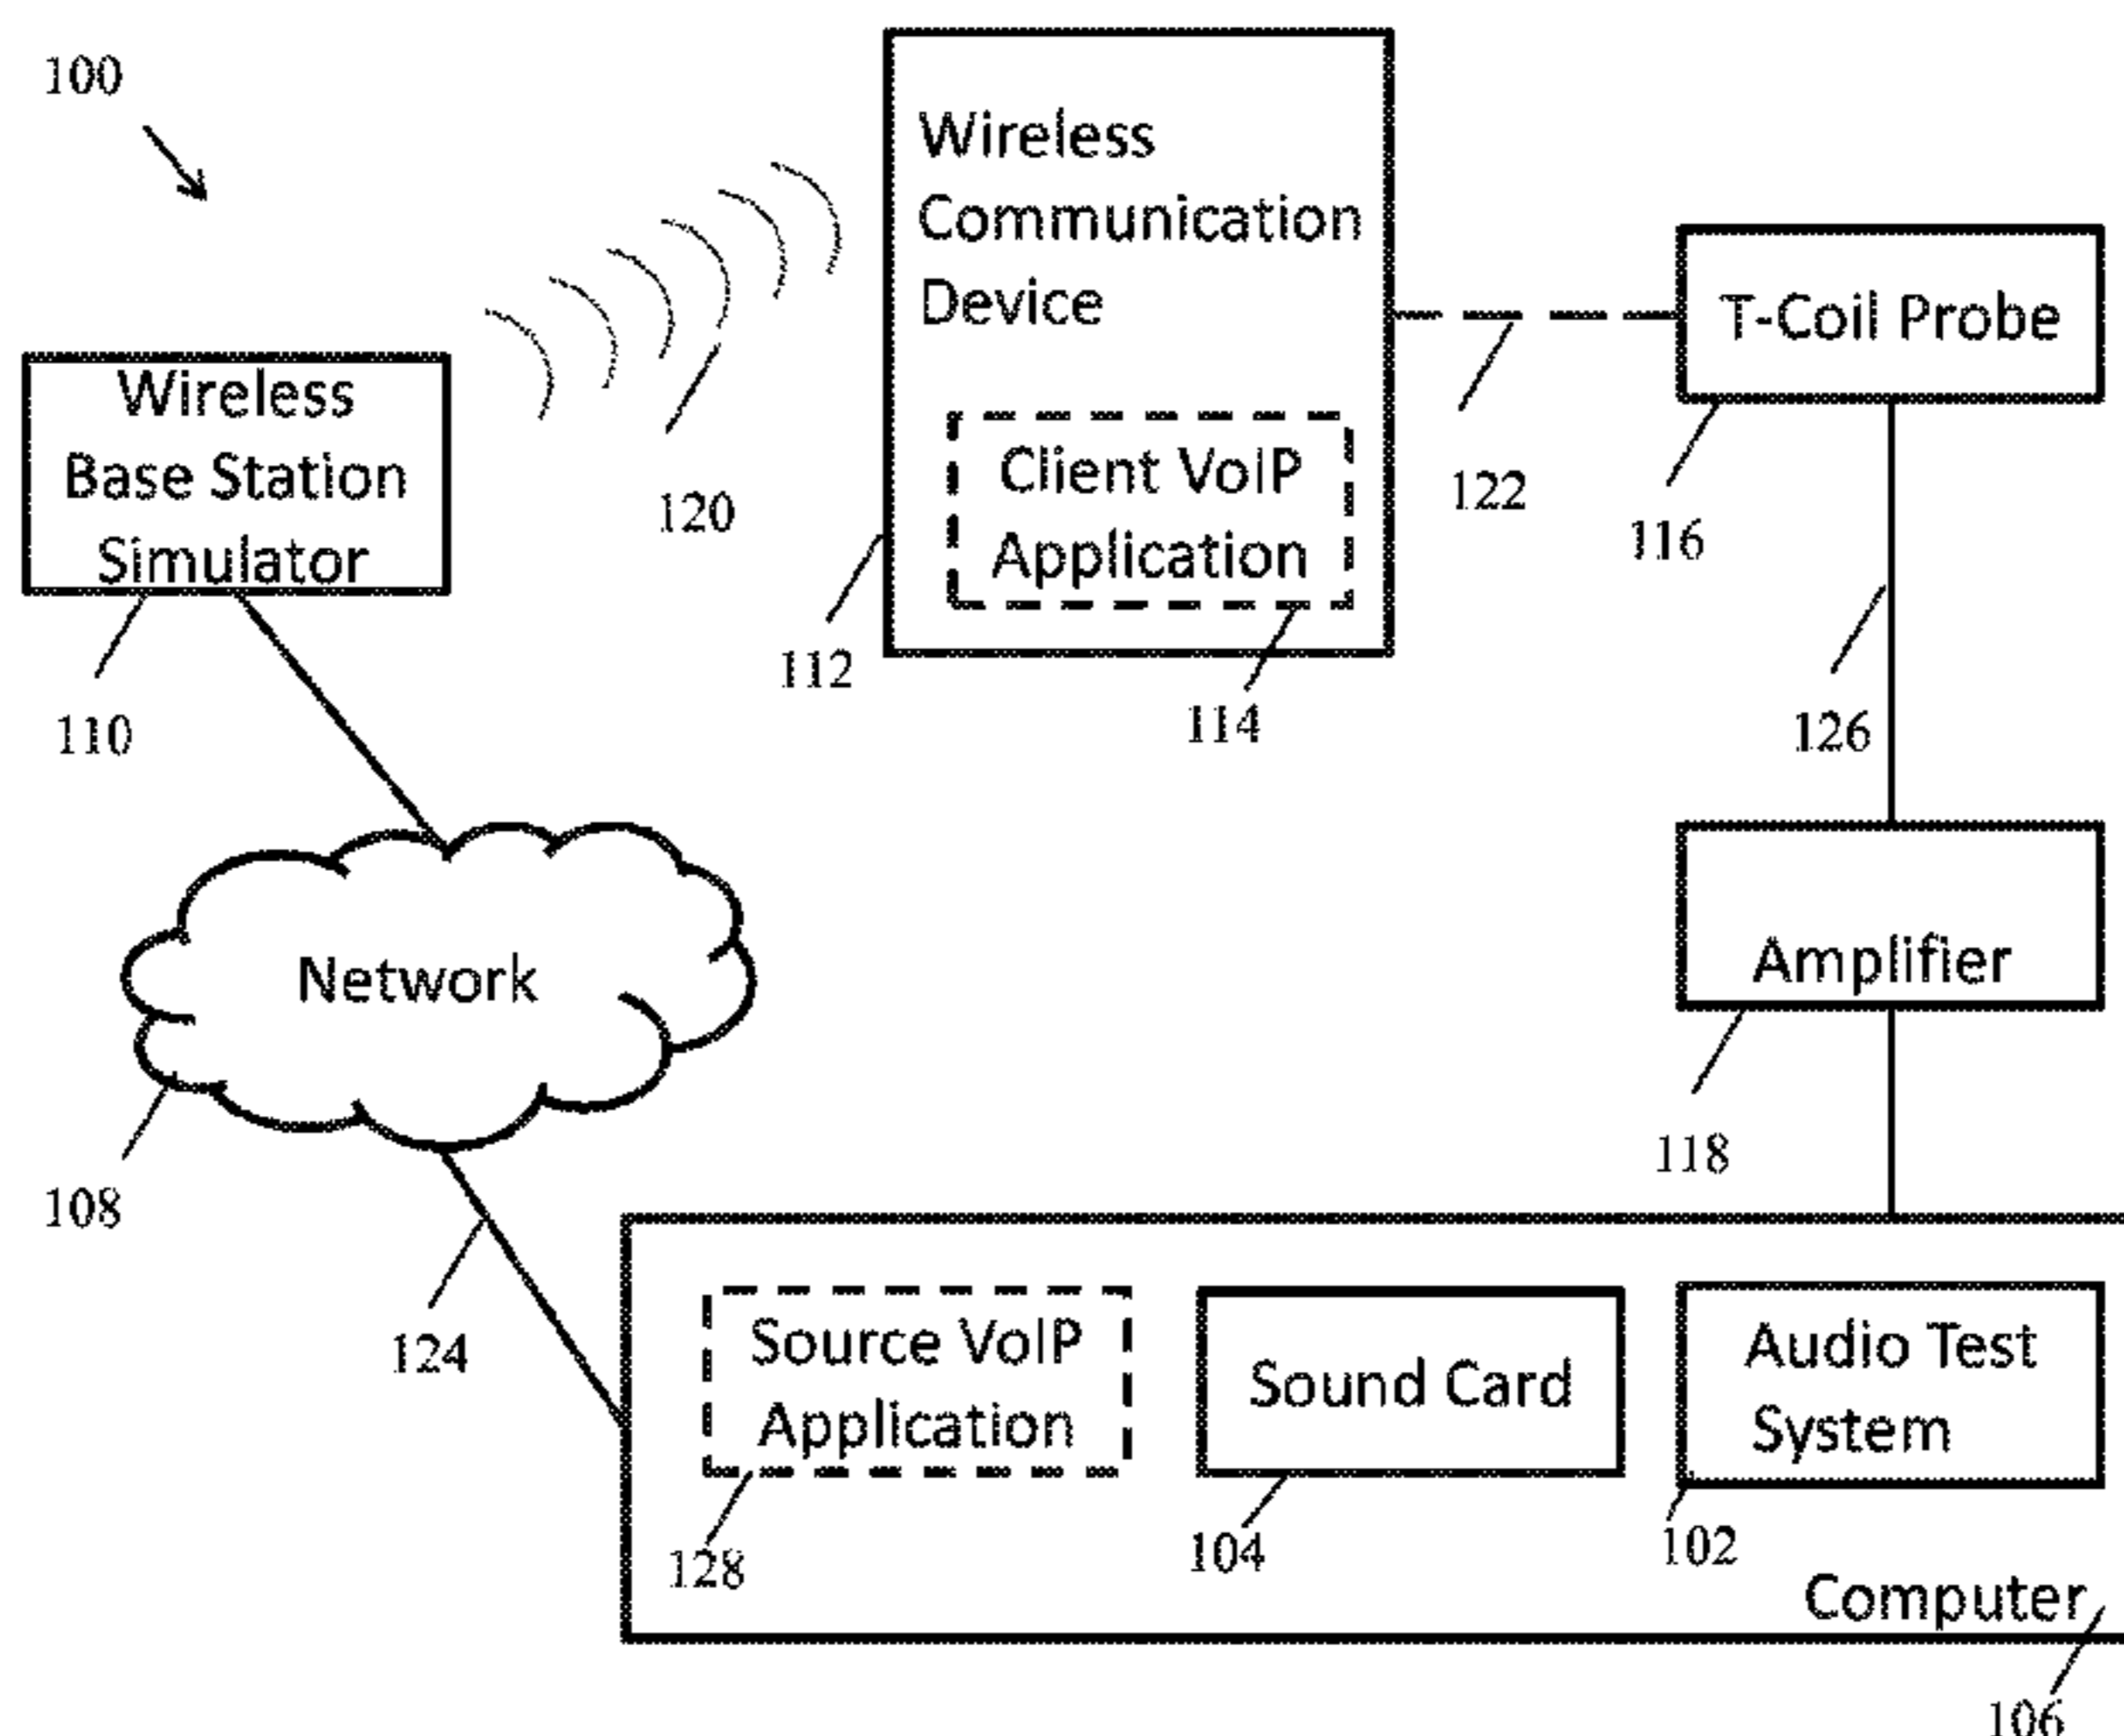 100
Wireless
Communication
Device
T-Coil Probe
Wireless
Base Station
Simulator
120
Client VoIP
Application
122
116
112
114
110
126
Network
Amplifier
118
108
124
Source VoIP
Application
Sound Card
Audio Test
System
128
104
102
Computer
106